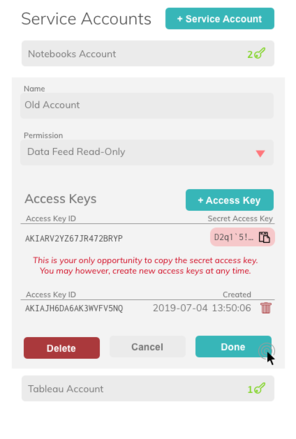 Service Accounts
+ Service Account
Notebooks Account
2
Name
Old Account
Permission
Data Feed Read-Only
Access Keys
+ Access Key
Access Key ID
Secret Access Key
AKIARV2YZ67JR472BRYP
D2q1`5!…
This is your only opportunity to copy the secret access key.
You may however, create new access keys at any time.
Access Key ID
Created
AKIAJH6DA6AK3WVFV5NQ
2019-07-04 13:50:06
Delete
Cancel
Done
Tableau Account
1